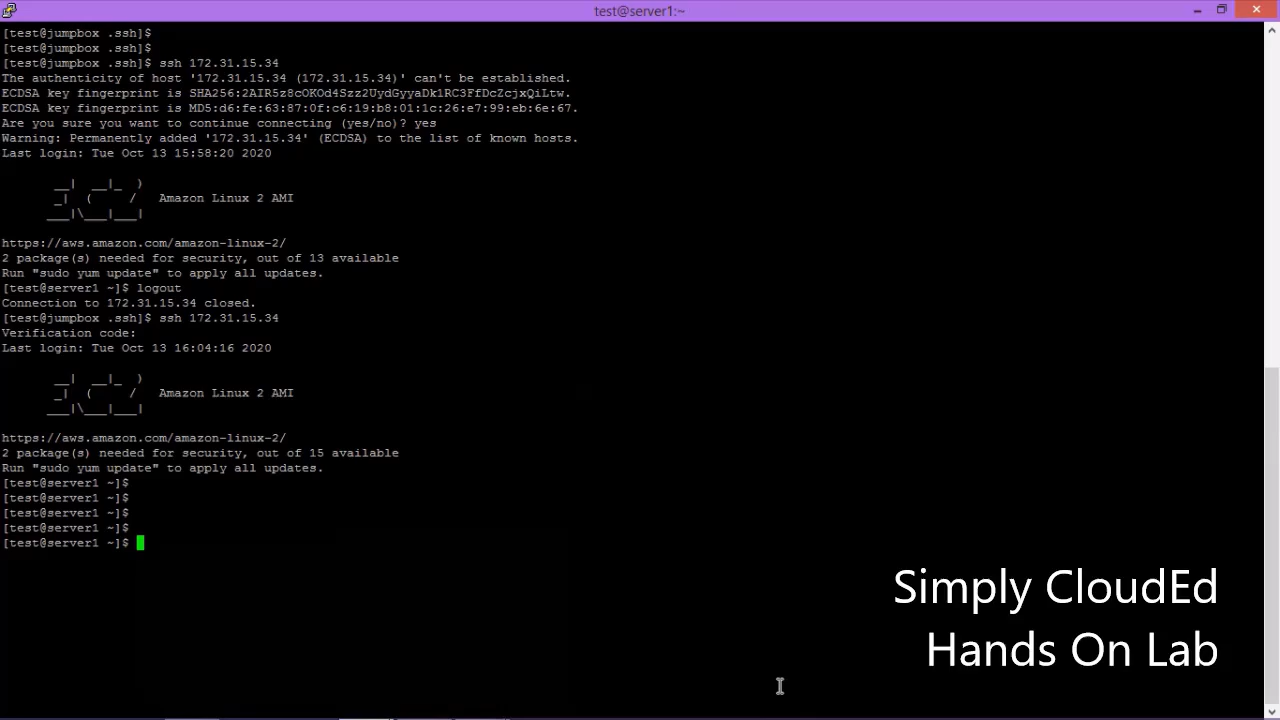 test@server1:~
[test@jumpbox .ssh]$
[test@jumpbox .ssh]$
[test@jumpbox .ssh]$ ssh 172.31.15.34
The authenticity of host '172.31.15.34 (172.31.15.34)' can't be established.
ECDSA key fingerprint is SHA256:2AIR5z8cOKOd4Szz2UydGyyaDk1RC3FfDcZcjxQiLtw.
ECDSA key fingerprint is MD5:d6:fe:63:87:0f:c6:19:b8:01:1c:26:e7:99:eb:6e:67.
Are you sure you want to continue connecting (yes/no)? yes
Warning: Permanently added '172.31.15.34' (ECDSA) to the list of known hosts.
Last login: Tue Oct 13 15:58:20 2020
__|  __|_  )
_|  (     /   Amazon Linux 2 AMI
___|\___|___|
https://aws.amazon.com/amazon-linux-2/
2 package(s) needed for security, out of 13 available
Run "sudo yum update" to apply all updates.
[test@server1 ~]$ logout
Connection to 172.31.15.34 closed.
[test@jumpbox .ssh]$ ssh 172.31.15.34
Verification code:
Last login: Tue Oct 13 16:04:16 2020
__|  __|_  )
_|  (     /   Amazon Linux 2 AMI
___|\___|___|
https://aws.amazon.com/amazon-linux-2/
2 package(s) needed for security, out of 15 available
Run "sudo yum update" to apply all updates.
[test@server1 ~]$
[test@server1 ~]$
[test@server1 ~]$
[test@server1 ~]$
[test@server1 ~]$
Simply CloudEd
Hands On Lab